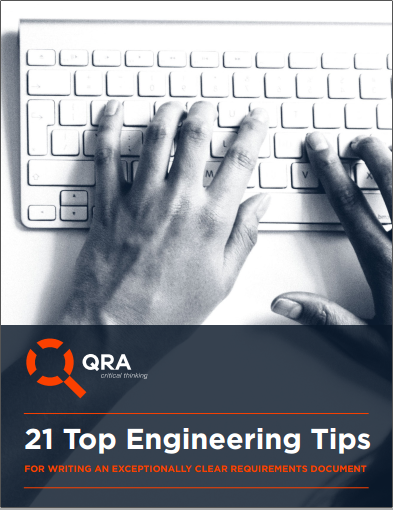 M V X
QRA
critical thinking
21 Top Engineering Tips
FOR WRITING AN EXCEPTIONALLY CLEAR REQUIREMENTS DOCUMENT